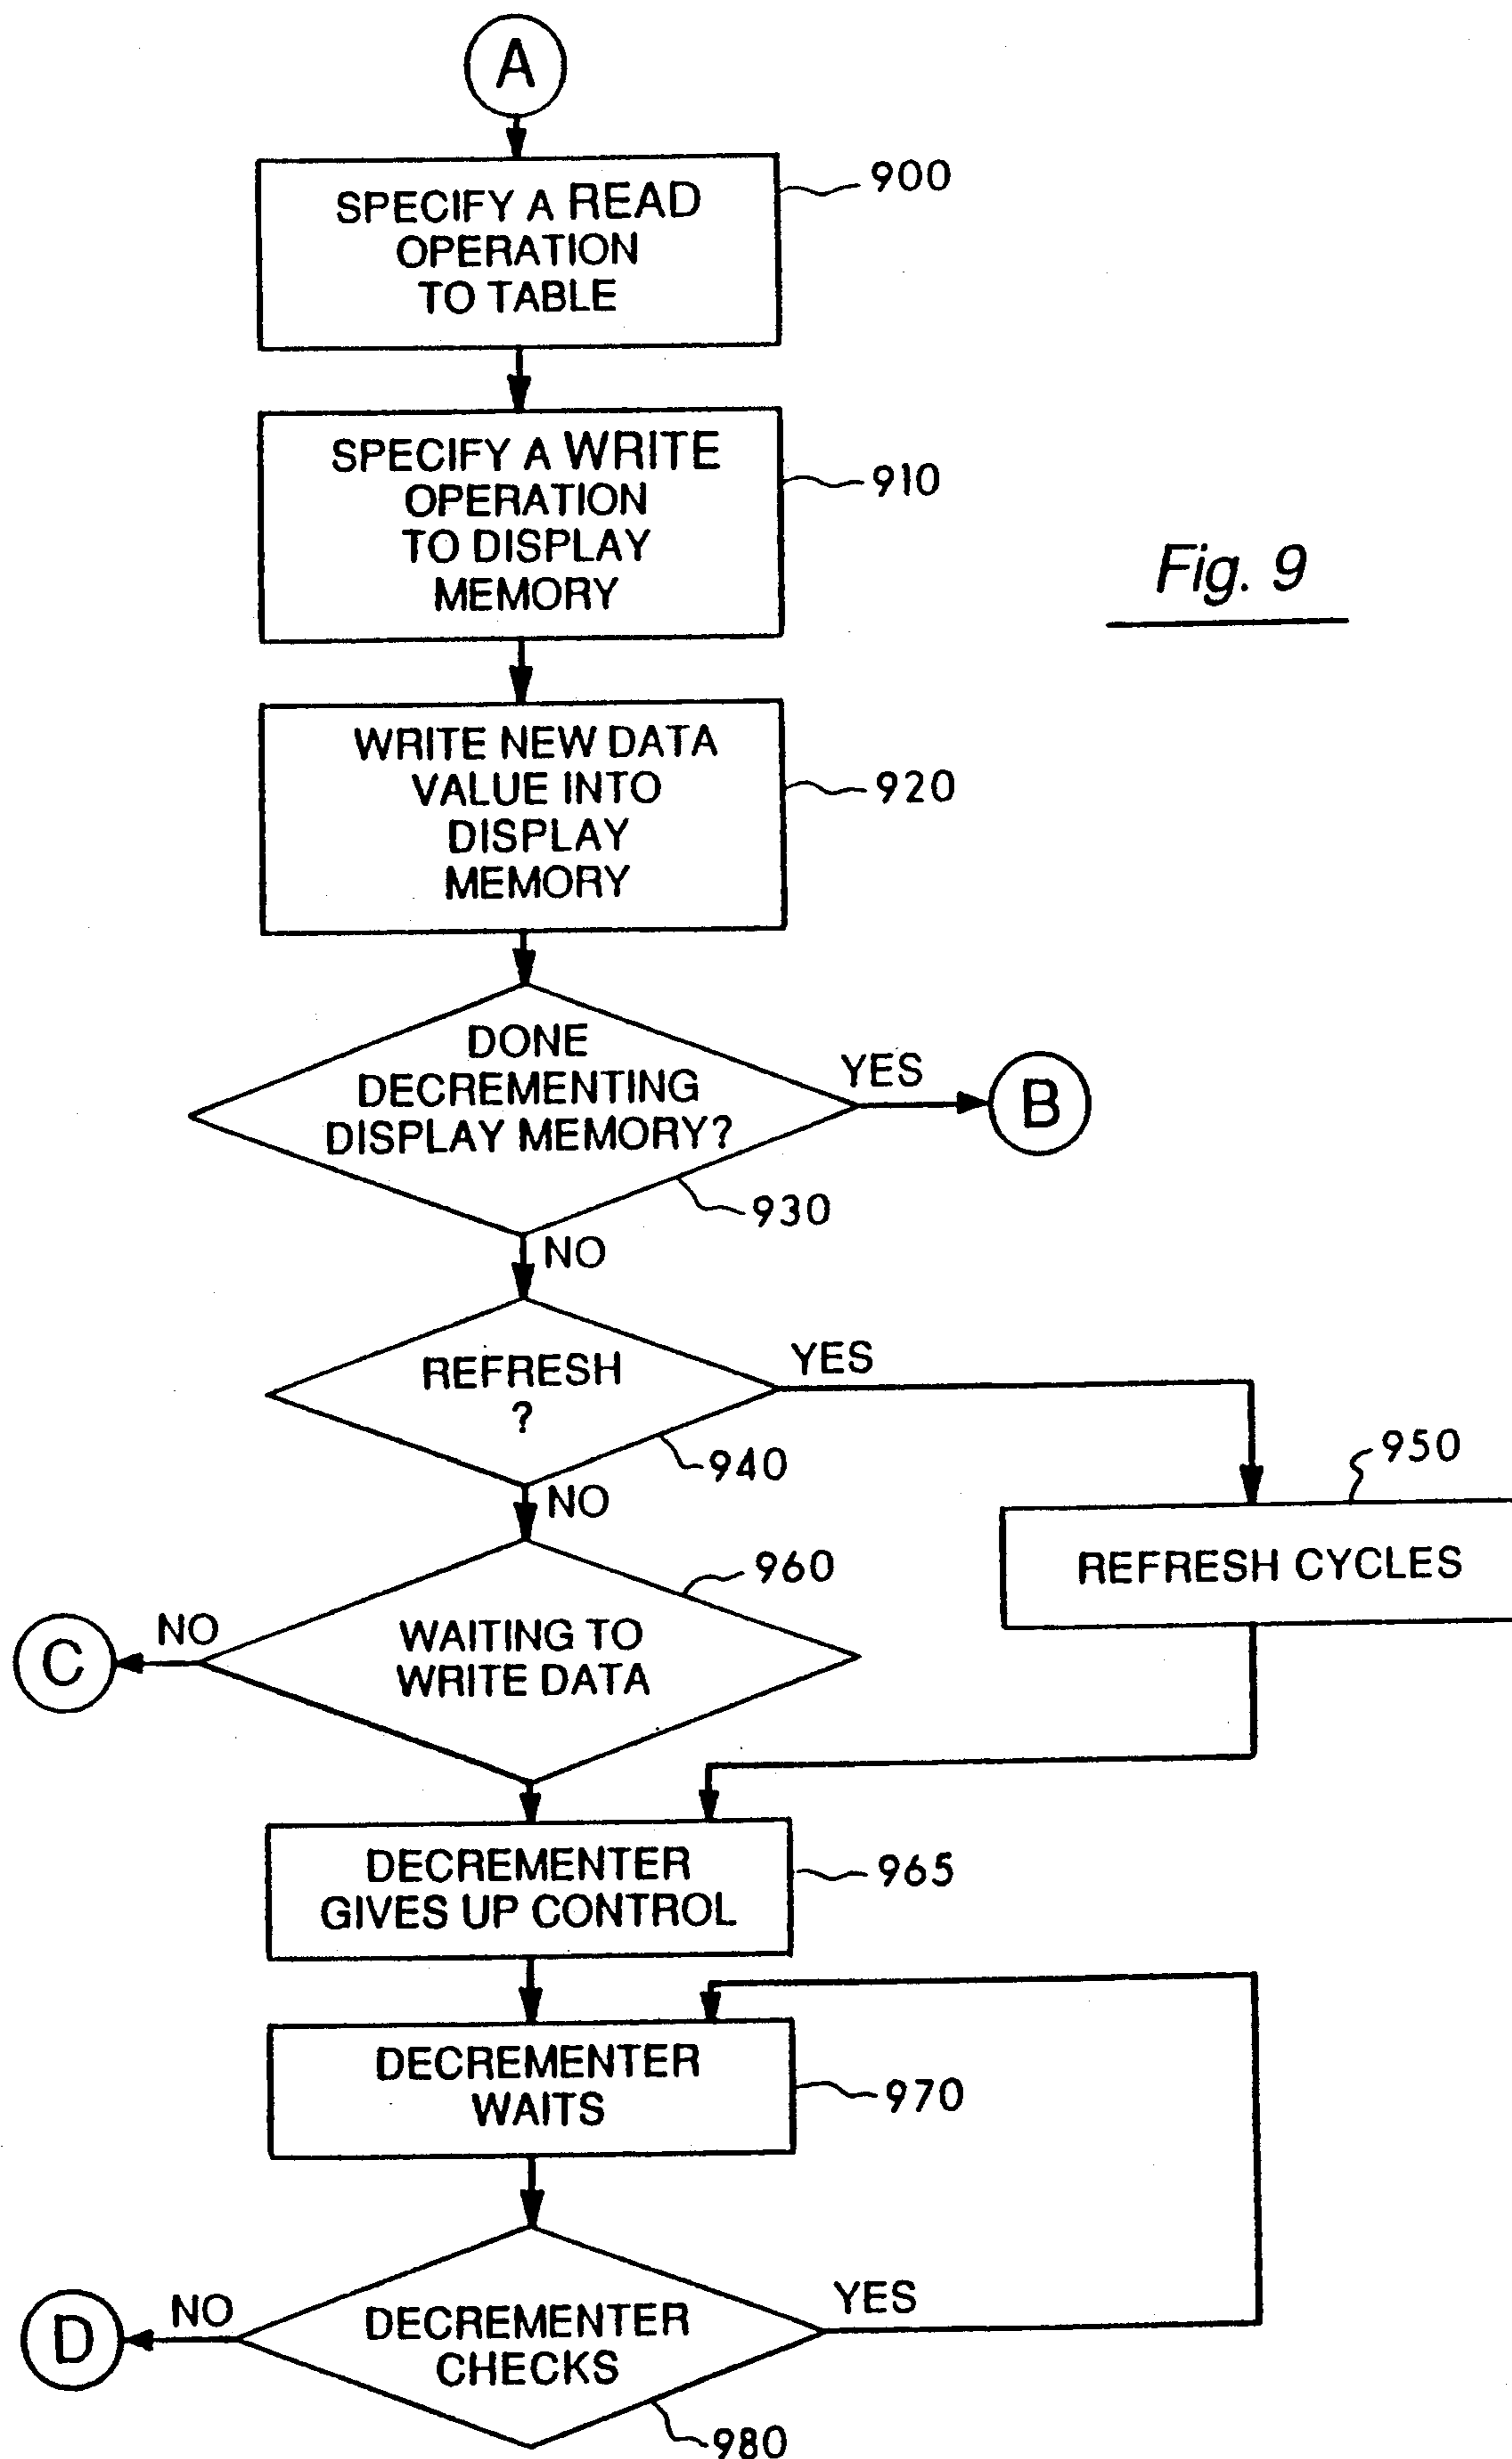 A
SPECIFY A READ
OPERATION
TO TABLE
900
SPECIFY A WRITE
OPERATION
TO DISPLAY
MEMORY
910
Fig. 9
WRITE NEW DATA
VALUE INTO
DISPLAY
MEMORY
920
DONE
DECREMENTING
DISPLAY MEMORY?
YES
B
930
NO
REFRESH
?
YES
940
NO
950
REFRESH CYCLES
960
WAITING TO
WRITE DATA
NO
C
DECREMENTER
GIVES UP CONTROL
965
DECREMENTER
WAITS
970
DECREMENTER
CHECKS
YES
NO
D
980